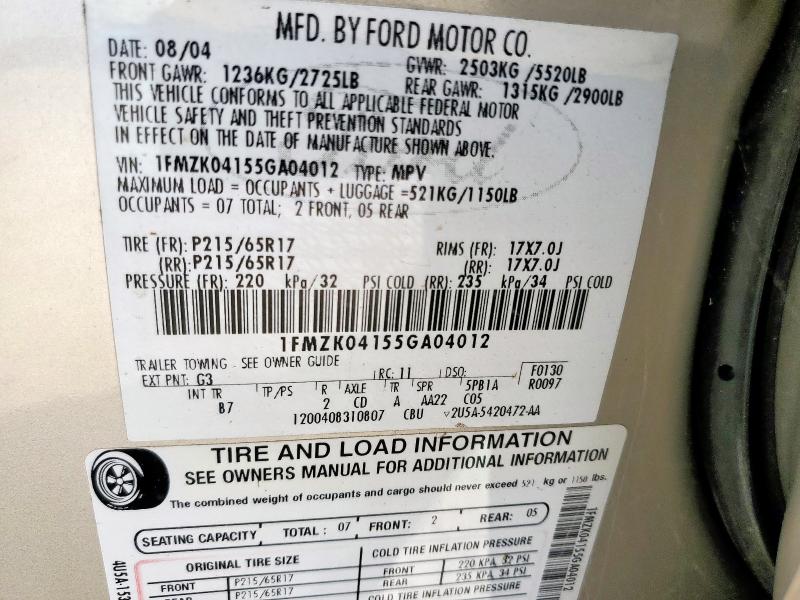 MFD. BY FORD MOTOR CO.
DATE: 08/04 GVWR: 2503KG /5520LB
FRONT GAWR: 1236KG/2725LB REAR GAWR: 1315KG /2900LB
THIS VEHICLE CONFORMS TO ALL APPLICABLE FEDERAL MOTOR
VEHICLE SAFETY AND THEFT PREVENTION STANDARDS
IN EFFECT ON THE DATE OF MANUFACTURE SHOWN ABOVE.
VIN: 1FMZK04155GA04012 TYPE: MPV
MAXIMUM LOAD = OCCUPANTS + LUGGAGE =521KG/1150LB
OCCUPANTS = 07 TOTAL; 2 FRONT, 05 REAR
TIRE (FR): P215/65R17 RIMS (FR): 17X7.0J
(RR): P215/65R17 (RR): 17X7.0J
PRESSURE (FR): 220 kPa/32 PSI COLD (RR): 235 kPa/34 PSI COLD
1FMZK04155GA04012
TRAILER TOWING - SEE OWNER GUIDE
EXT PNT: G3 RC: 11 DSO: F0130
INT TR TP/PS R AXLE TR SPR 5PB1A R0097
B7 2 CD A AA22 C05
1200408310807 CBU 2U5A-5420472-AA
TIRE AND LOAD INFORMATION
SEE OWNERS MANUAL FOR ADDITIONAL INFORMATION
The combined weight of occupants and cargo should never exceed 521 kg or 1150 lbs.
SEATING CAPACITY TOTAL: 07 FRONT: 2 REAR: 05
ORIGINAL TIRE SIZE COLD TIRE INFLATION PRESSURE
FRONT P215/65R17 FRONT 220 KPA, 32 PSI
REAR P215/65R17 REAR 235 KPA, 34 PSI
COLD TIRE INFLATION PRESSURE
4U5A-153
1FMZK04155GA04012